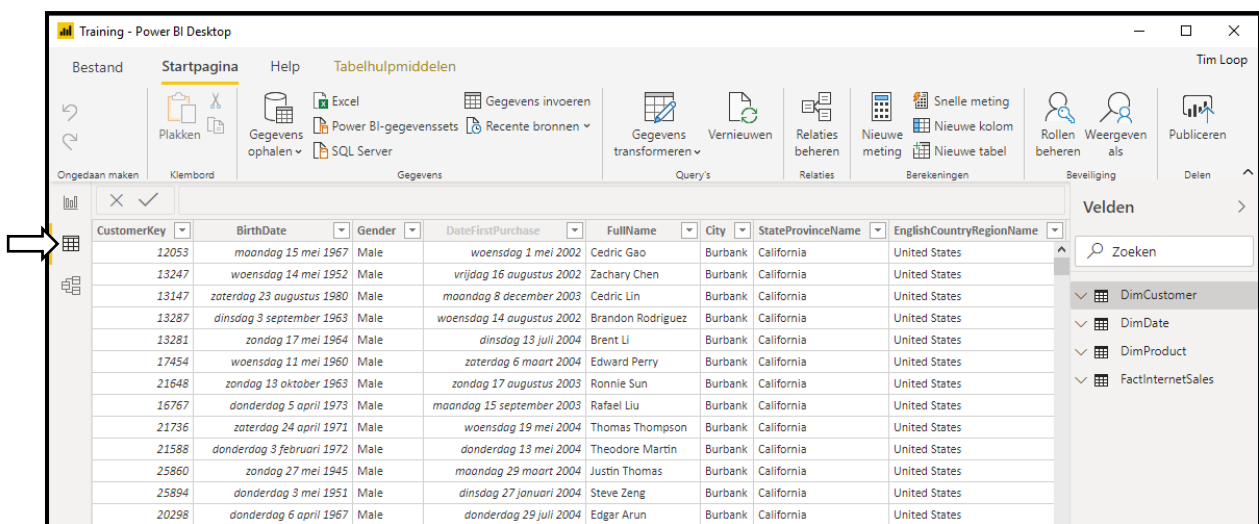 Training - Power BI Desktop
Bestand Startpagina Help Tabelhulpmiddelen Tim Loop
Plakken
Gegevens ophalen
Excel
Power BI-gegevenssets
SQL Server
Gegevens invoeren
Recente bronnen
Gegevens transformeren
Vernieuwen
Relaties beheren
Nieuwe meting
Snelle meting
Nieuwe kolom
Nieuwe tabel
Rollen beheren
Weergeven als
Publiceren
Ongedaan maken Klembord Gegevens Query's Relaties Berekeningen Beveiliging Delen
CustomerKey BirthDate Gender DateFirstPurchase FullName City StateProvinceName EnglishCountryRegionName
12053 maandag 15 mei 1967 Male woensdag 1 mei 2002 Cedric Gao Burbank California United States
13247 woensdag 14 mei 1952 Male vrijdag 16 augustus 2002 Zachary Chen Burbank California United States
13147 zaterdag 23 augustus 1980 Male maandag 8 december 2003 Cedric Lin Burbank California United States
13287 dinsdag 3 september 1963 Male woensdag 14 augustus 2002 Brandon Rodriguez Burbank California United States
13281 zondag 17 mei 1964 Male dinsdag 13 juli 2004 Brent Li Burbank California United States
17454 woensdag 11 mei 1960 Male zaterdag 6 maart 2004 Edward Perry Burbank California United States
21648 zondag 13 oktober 1963 Male zondag 17 augustus 2003 Ronnie Sun Burbank California United States
16767 donderdag 5 april 1973 Male maandag 15 september 2003 Rafael Liu Burbank California United States
21736 zaterdag 24 april 1971 Male woensdag 19 mei 2004 Thomas Thompson Burbank California United States
21588 donderdag 3 februari 1972 Male donderdag 13 mei 2004 Theodore Martin Burbank California United States
25860 zondag 27 mei 1945 Male maandag 29 maart 2004 Justin Thomas Burbank California United States
25894 donderdag 3 mei 1951 Male dinsdag 27 januari 2004 Steve Zeng Burbank California United States
20298 donderdag 6 april 1967 Male donderdag 29 juli 2004 Edgar Arun Burbank California United States
Velden
Zoeken
DimCustomer
DimDate
DimProduct
FactInternetSales